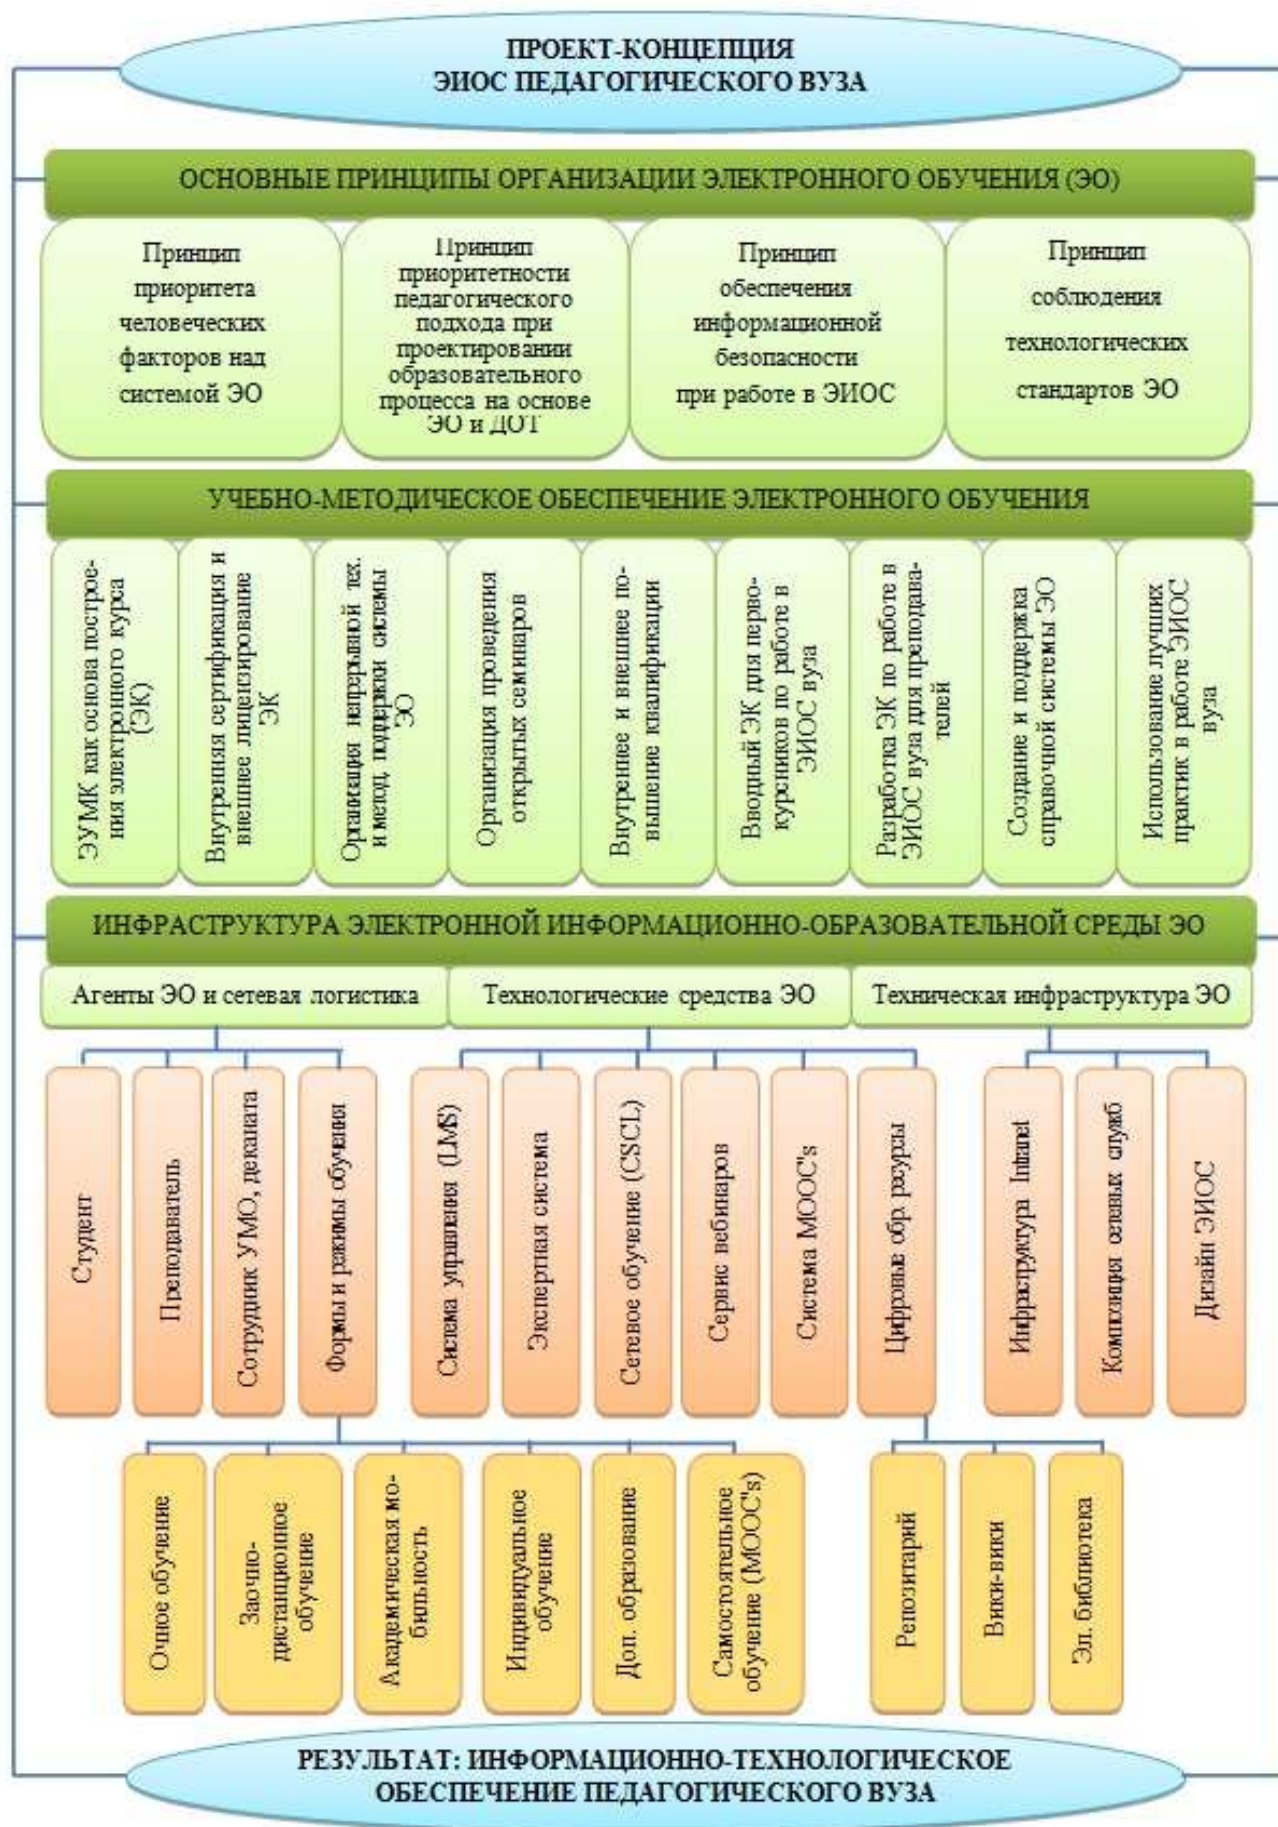 ПРОЕКТ-КОНЦЕПЦИЯ
ЭИОС ПЕДАГОГИЧЕСКОГО ВУЗА
ОСНОВНЫЕ ПРИНЦИПЫ ОРГАНИЗАЦИИ ЭЛЕКТРОННОГО ОБУЧЕНИЯ (ЭО)
Принцип
приоритета
человеческих
факторов над
системой ЭО
Принцип
приоритетности
педагогического
подхода при
проектировании
образовательного
процесса на основе
ЭО и ДОТ
Принцип
обеспечения
информационной
безопасности
при работе в ЭИОС
Принцип
соблюдения
технологических
стандартов ЭО
УЧЕБНО-МЕТОДИЧЕСКОЕ ОБЕСПЕЧЕНИЕ ЭЛЕКТРОННОГО ОБУЧЕНИЯ
ЭУМК как основа построе-
ния электронного курса
(ЭК)
Внутренняя сертификация и
внешнее лицензирование
ЭК
Организация непрерывной тех.
и метод. поддержки системы
ЭО
Организация проведения
открытых семинаров
Внутреннее и внешнее по-
вышение квалификации
Вводный ЭК для перво-
курсников по работе в
ЭИОС вуза
Разработка ЭК по работе в
ЭИОС вуза для преподава-
телей
Создание и поддержка
справочной системы ЭО
Использование лучших
практик в работе ЭИОС
вуза
ИНФРАСТРУКТУРА ЭЛЕКТРОННОЙ ИНФОРМАЦИОННО-ОБРАЗОВАТЕЛЬНОЙ СРЕДЫ ЭО
Агенты ЭО и сетевая логистика
Технологические средства ЭО
Техническая инфраструктура ЭО
Студент
Преподаватель
Сотрудник УМО, деканата
Формы и режимы обучения
Система управления (LMS)
Экспертная система
Сетевое обучение (CSCL)
Сервис вебинаров
Система МООС's
Цифровые обр. ресурсы
Инфраструктура Intranet
Композиция сетевых служб
Дизайн ЭИОС
Очное обучение
Заочно-
дистанционное
обучение
Академическая мо-
бильность
Индивидуальное
обучение
Доп. образование
Самостоятельное
обучение (МООС's)
Репозитарий
Вики-вики
Эл. библиотека
РЕЗУЛЬТАТ: ИНФОРМАЦИОННО-ТЕХНОЛОГИЧЕСКОЕ
ОБЕСПЕЧЕНИЕ ПЕДАГОГИЧЕСКОГО ВУЗА